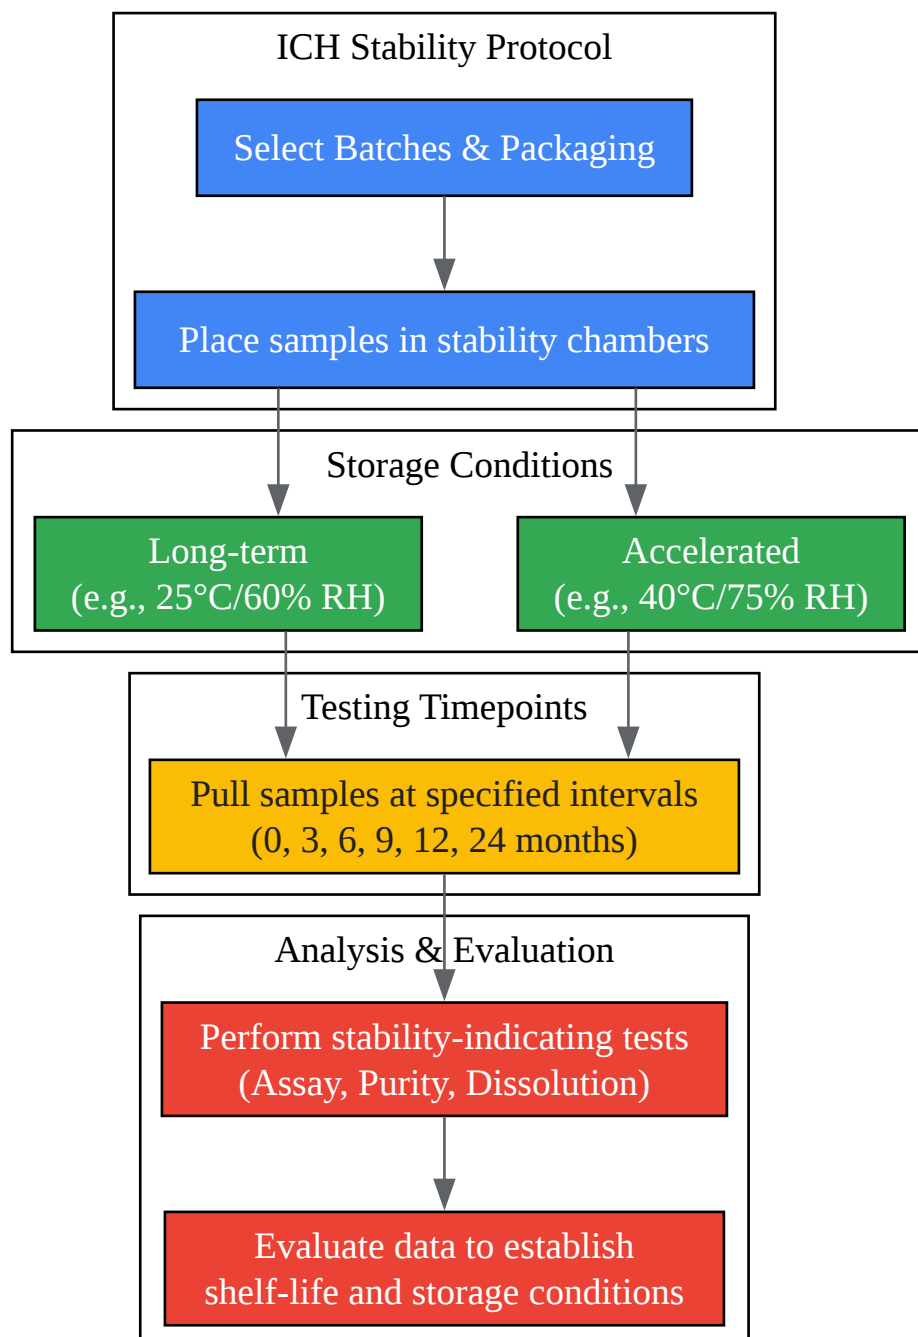 ICH Stability Protocol
Select Batches & Packaging
Place samples in stability chambers
Storage Conditions
Long-term
(e.g., 25°C/60% RH)
Accelerated
(e.g., 40°C/75% RH)
Testing Timepoints
Pull samples at specified intervals
(0, 3, 6, 9, 12, 24 months)
Analysis & Evaluation
Perform stability-indicating tests
(Assay, Purity, Dissolution)
Evaluate data to establish
shelf-life and storage conditions